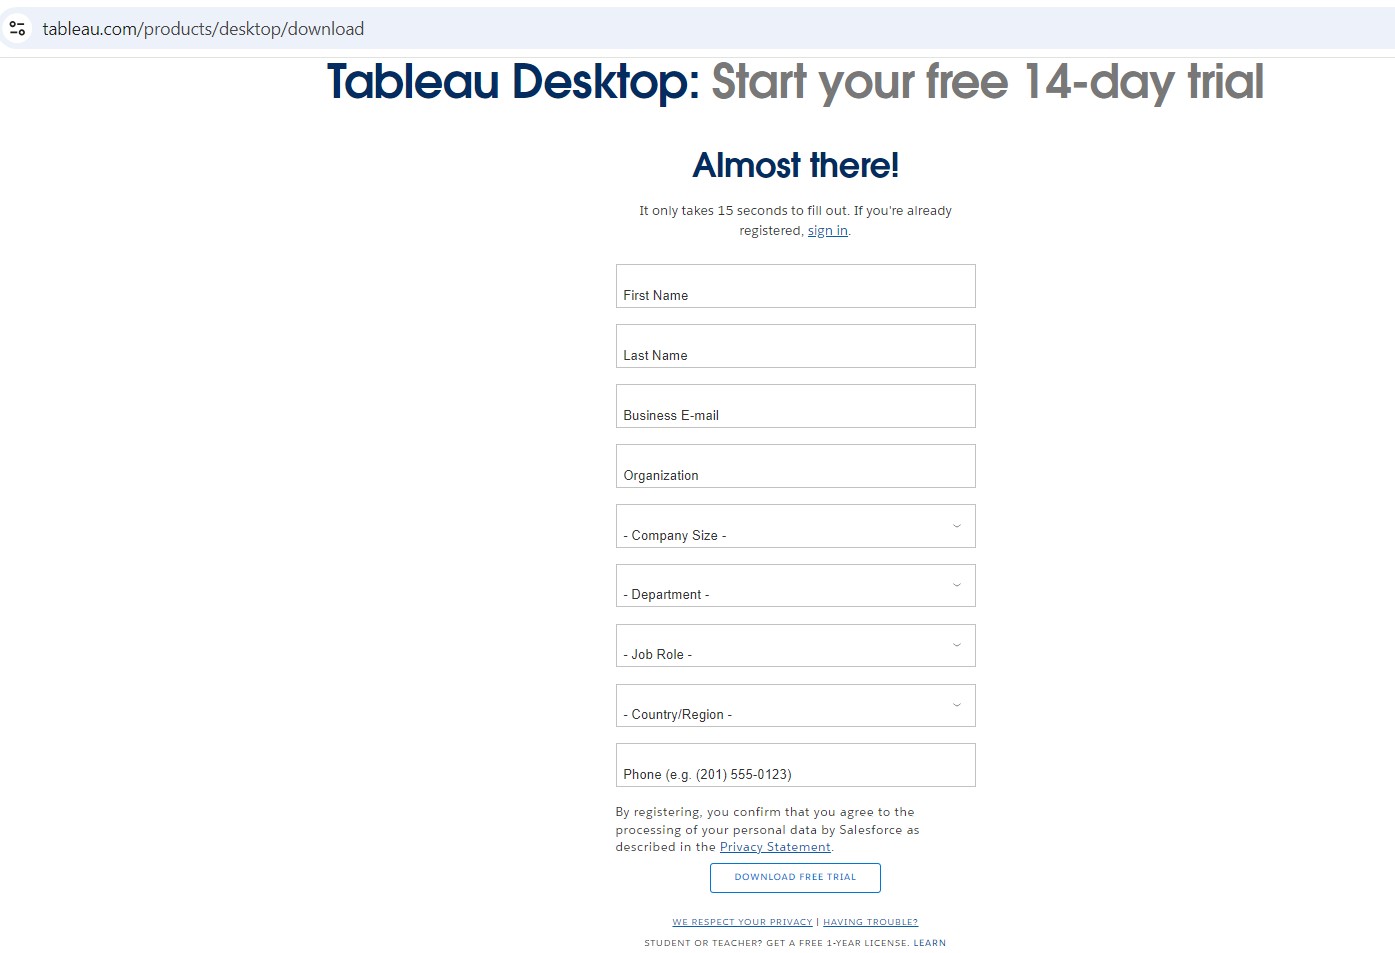 tableau.com/products/desktop/download
Tableau Desktop: Start your free 14-day trial
Almost there!
It only takes 15 seconds to fill out. If you're already
registered, sign in.
First Name
Last Name
Business E-mail
Organization
- Company Size -
- Department -
- Job Role -
- Country/Region -
Phone (e.g. (201) 555-0123)
By registering, you confirm that you agree to the
processing of your personal data by Salesforce as
described in the Privacy Statement.
DOWNLOAD FREE TRIAL
WE RESPECT YOUR PRIVACY | HAVING TROUBLE?
STUDENT OR TEACHER? GET A FREE 1-YEAR LICENSE. LEARN